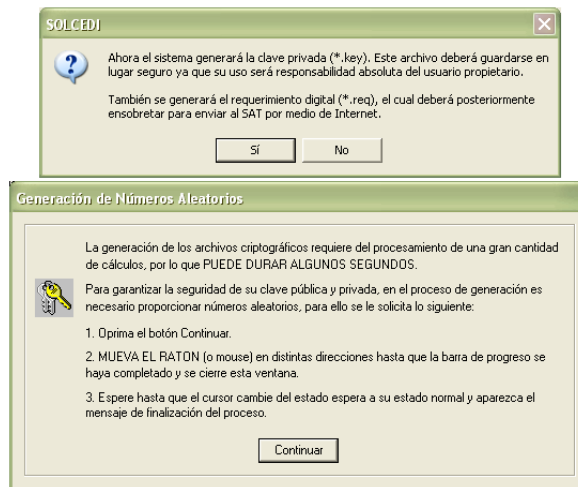 SOLCEDI
Ahora el sistema generará la clave privada (*.key). Este archivo deberá guardarse en
lugar seguro ya que su uso será responsabilidad absoluta del usuario propietario.
También se generará el requerimiento digital (*.req), el cual deberá posteriormente
ensobretar para enviar al SAT por medio de Internet.
Sí
No
Generación de Números Aleatorios
La generación de los archivos criptográficos requiere del procesamiento de una gran cantidad
de cálculos, por lo que PUEDE DURAR ALGUNOS SEGUNDOS.
Para garantizar la seguridad de su clave pública y privada, en el proceso de generación es
necesario proporcionar números aleatorios, para ello se le solicita lo siguiente:
1. Oprima el botón Continuar.
2. MUEVA EL RATON (o mouse) en distintas direcciones hasta que la barra de progreso se
haya completado y se cierre esta ventana.
3. Espere hasta que el cursor cambie del estado espera a su estado normal y aparezca el
mensaje de finalización del proceso.
Continuar